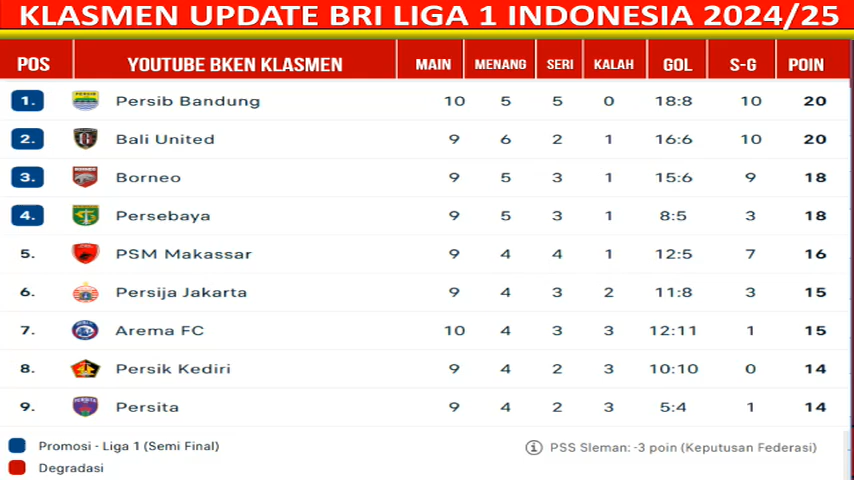 KLASMEN UPDATE BRI LIGA 1 INDONESIA 2024/25
POS YOUTUBE BKEN KLASMEN MAIN MENANG SERI KALAH GOL S-G POIN
1. Persib Bandung 10 5 5 0 18:8 10 20
2. Bali United 9 6 2 1 16:6 10 20
3. Borneo 9 5 3 1 15:6 9 18
4. Persebaya 9 5 3 1 8:5 3 18
5. PSM Makassar 9 4 4 1 12:5 7 16
6. Persija Jakarta 9 4 3 2 11:8 3 15
7. Arema FC 10 4 3 3 12:11 1 15
8. Persik Kediri 9 4 2 3 10:10 0 14
9. Persita 9 4 2 3 5:4 1 14
Promosi - Liga 1 (Semi Final) PSS Sleman: -3 poin (Keputusan Federasi)
Degradasi